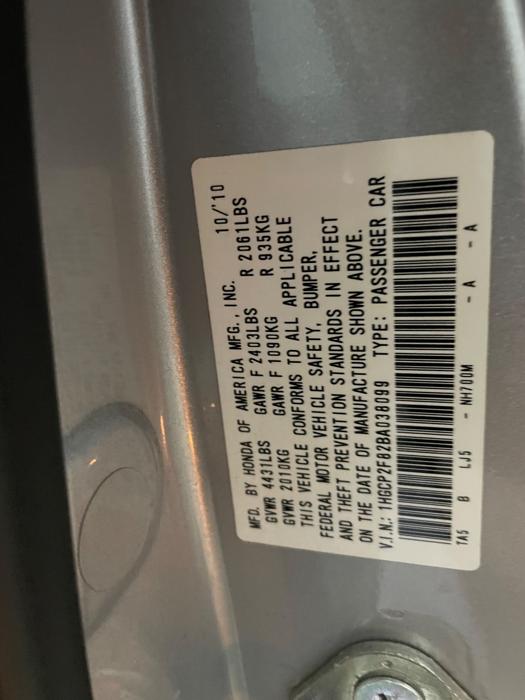 MFD. BY HONDA OF AMERICA MFG., INC. 10/'10
GVWR 4431LBS GAWR F 2403LBS R 2061LBS
GVWR 2010KG GAWR F 1090KG R 935KG
THIS VEHICLE CONFORMS TO ALL APPLICABLE
FEDERAL MOTOR VEHICLE SAFETY, BUMPER,
AND THEFT PREVENTION STANDARDS IN EFFECT
ON THE DATE OF MANUFACTURE SHOWN ABOVE.
V.I.N.: 1HGCP2F82BA038099 TYPE: PASSENGER CAR
TA5 B LJ5 - NH700M - A - A